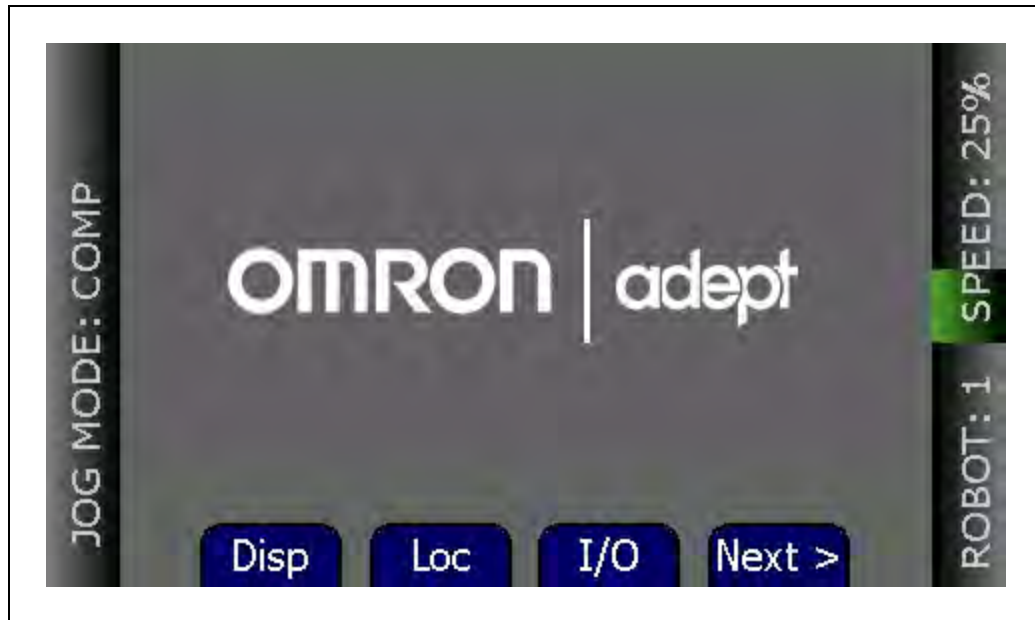 JOG MODE: COMP
OMRON | adept
SPEED: 25%
ROBOT: 1
Disp
Loc
I/O
Next >